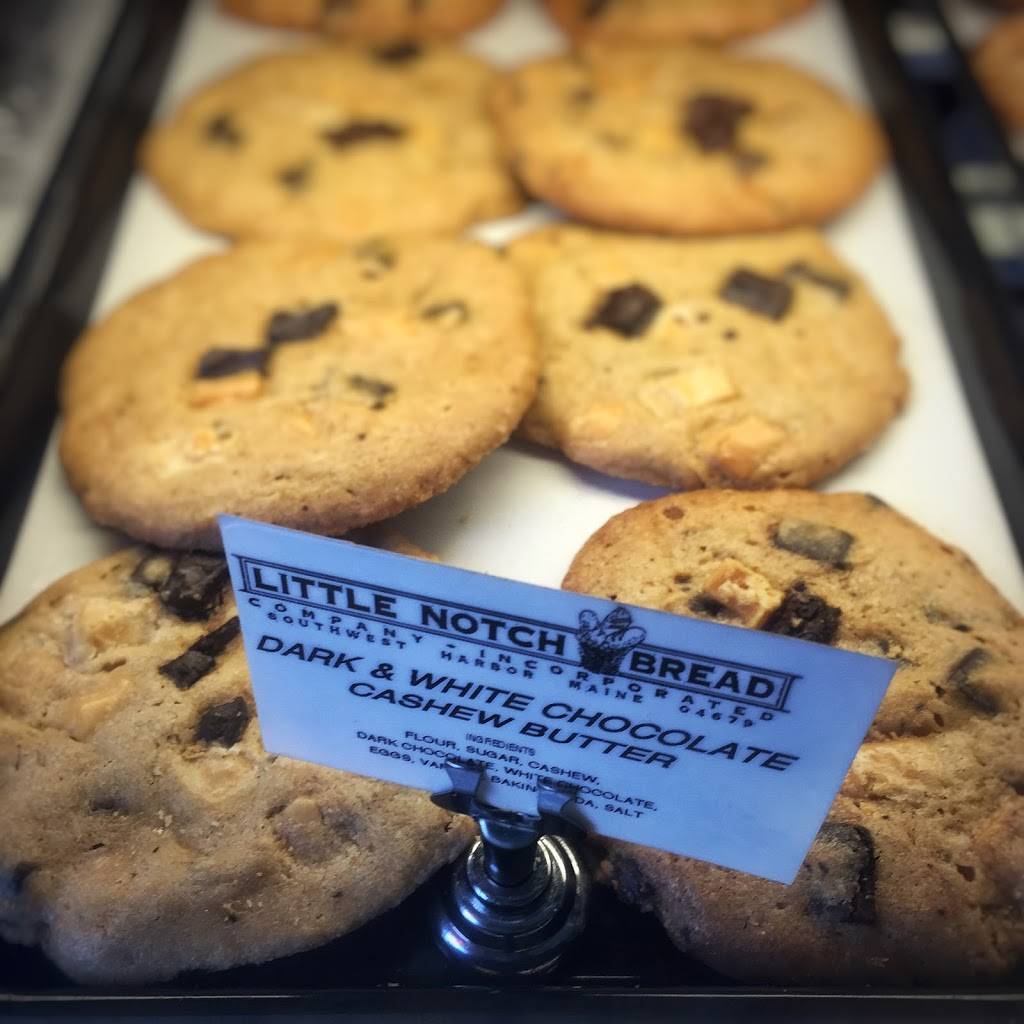 LITTLE NOTCH BREAD
COMPANY - INCORPORATED
SOUTHWEST HARBOR MAINE 04679
DARK & WHITE CHOCOLATE
CASHEW BUTTER
INGREDIENTS
FLOUR, SUGAR, CASHEW,
DARK CHOCOLATE, WHITE CHOCOLATE,
EGGS, SALT